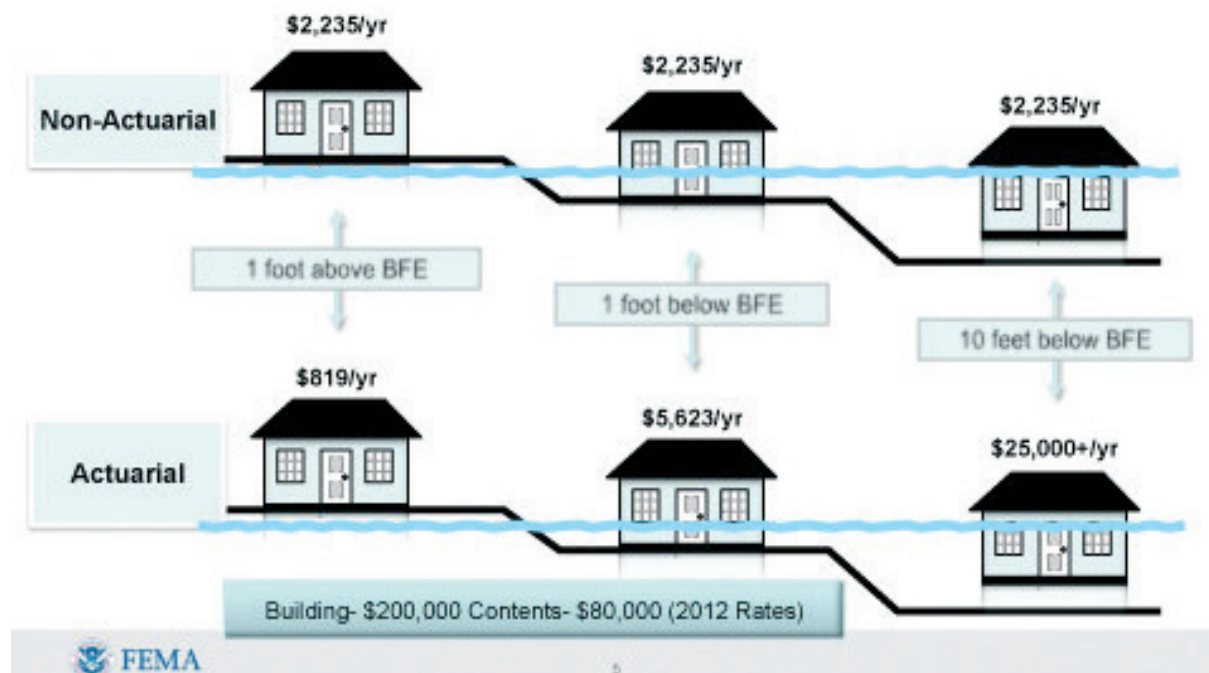 $2,235/yr
$2,235/yr
$2,235/yr
Non-Actuarial
1 foot above BFE
1 foot below BFE
10 feet below BFE
$819/yr
$5,623/yr
$25,000+/yr
Actuarial
Building- $200,000 Contents- $80,000 (2012 Rates)
FEMA
5